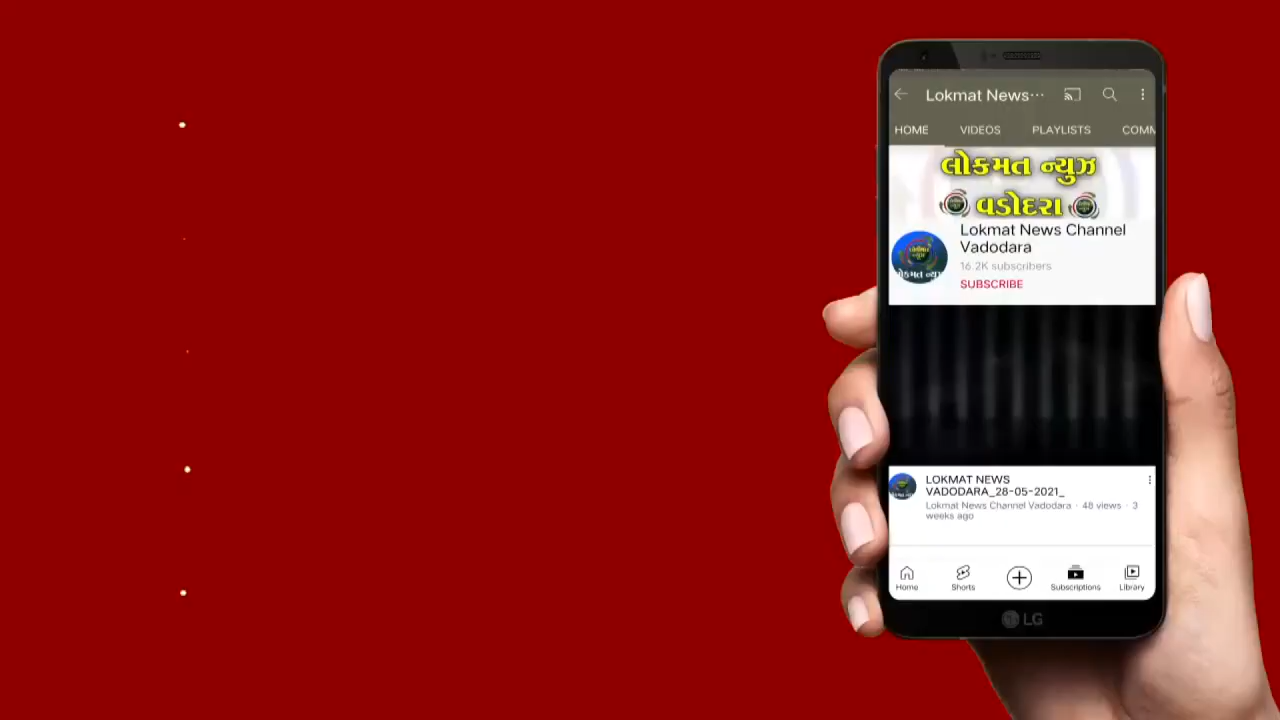 Lokmat News···
HOME VIDEOS PLAYLISTS COMM
લોકમત ન્યુઝ
વડોદરા
Lokmat News Channel
Vadodara
16.2K subscribers
SUBSCRIBE
LOKMAT NEWS
VADODARA_28-05-2021_
Lokmat News Channel Vadodara · 48 views · 3
weeks ago
Home Shorts Subscriptions Library
LG